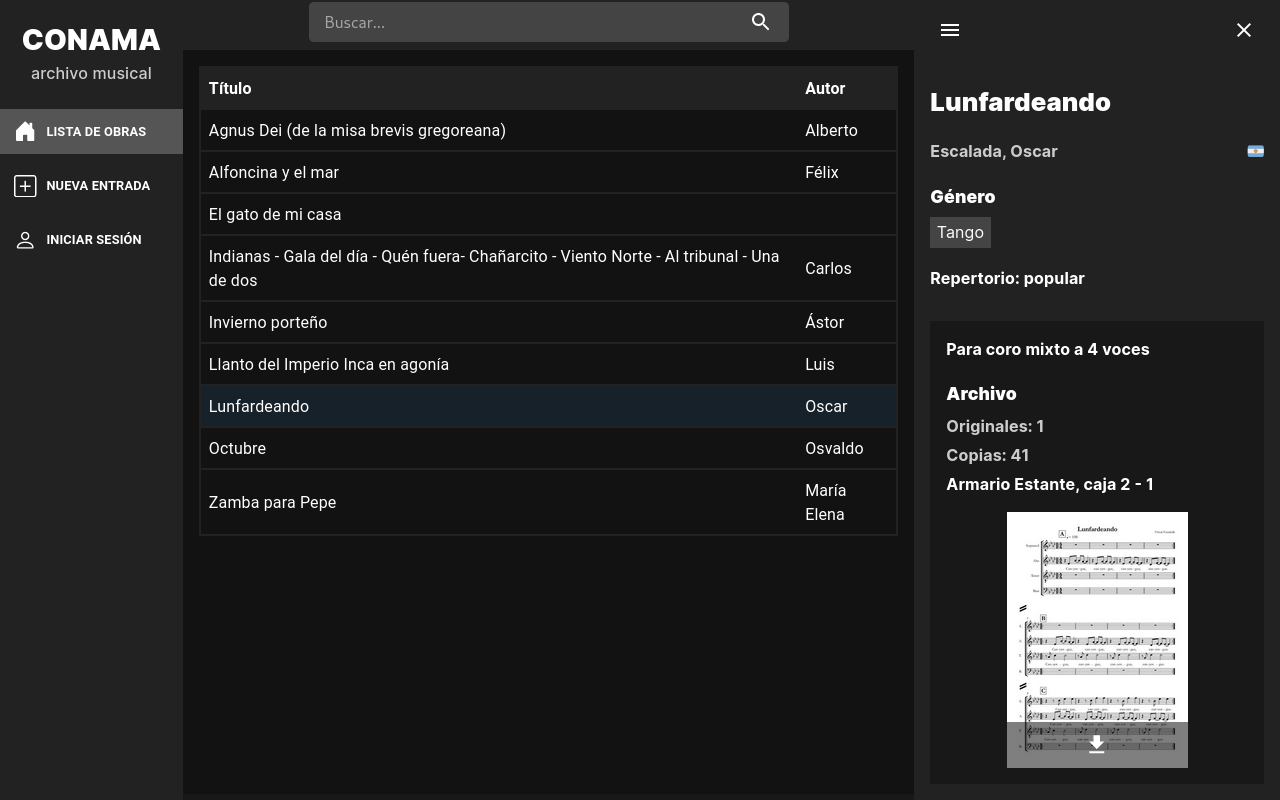 CONAMA
archivo musical
LISTA DE OBRAS
NUEVA ENTRADA
INICIAR SESIÓN
Buscar...
Título Autor
Agnus Dei (de la misa brevis gregoreana) Alberto
Alfoncina y el mar Félix
El gato de mi casa
Indianas - Gala del día - Quén fuera- Chañarcito - Viento Norte - Al tribunal - Una
de dos
Carlos
Invierno porteño Ástor
Llanto del Imperio Inca en agonía Luis
Lunfardeando Oscar
Octubre Osvaldo
Zamba para Pepe
María
Elena
Lunfardeando
Escalada, Oscar
Género
Tango
Repertorio: popular
Para coro mixto a 4 voces
Archivo
Originales: 1
Copias: 41
Armario Estante, caja 2 - 1
Lunfardeando
A
B
C